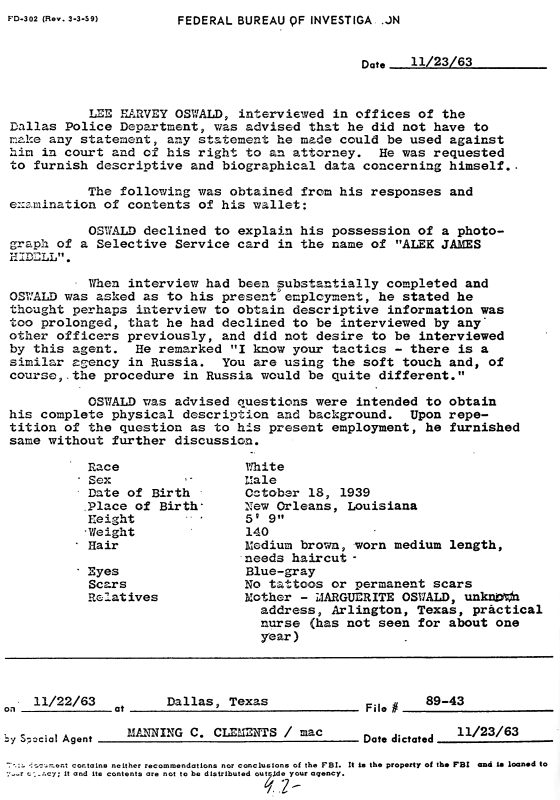 FD-302 (Rev. 3-3-59)
FEDERAL BUREAU OF INVESTIGA..ON
Date 11/23/63
LEE HARVEY OSWALD, interviewed in offices of the
Dallas Police Department, was advised that he did not have to
make any statement, any statement he made could be used against
him in court and of his right to an attorney. He was requested
to furnish descriptive and biographical data concerning himself.
The following was obtained from his responses and
examination of contents of his wallet:
OSWALD declined to explain his possession of a photo-
graph of a Selective Service card in the name of "ALEK JAMES
HIDELL".
When interview had been substantially completed and
OSWALD was asked as to his present employment, he stated he
thought perhaps interview to obtain descriptive information was
too prolonged, that he had declined to be interviewed by any
other officers previously, and did not desire to be interviewed
by this agent. He remarked "I know your tactics - there is a
similar agency in Russia. You are using the soft touch and, of
course, the procedure in Russia would be quite different."
OSWALD was advised questions were intended to obtain
his complete physical description and background. Upon repe-
tition of the question as to his present employment, he furnished
same without further discussion.
Race White
Sex Male
Date of Birth October 18, 1939
Place of Birth New Orleans, Louisiana
Height 5' 9"
Weight 140
Hair Medium brown, worn medium length,
needs haircut
Eyes Blue-gray
Scars No tattoos or permanent scars
Relatives Mother - MARGUERITE OSWALD, unknown
address, Arlington, Texas, practical
nurse (has not seen for about one
year)
on 11/22/63 at Dallas, Texas File # 89-43
by Special Agent MANNING C. CLEMENTS / mac Date dictated 11/23/63
This document contains neither recommendations nor conclusions of the FBI. It is the property of the FBI and is loaned to
your agency; it and its contents are not to be distributed outside your agency.